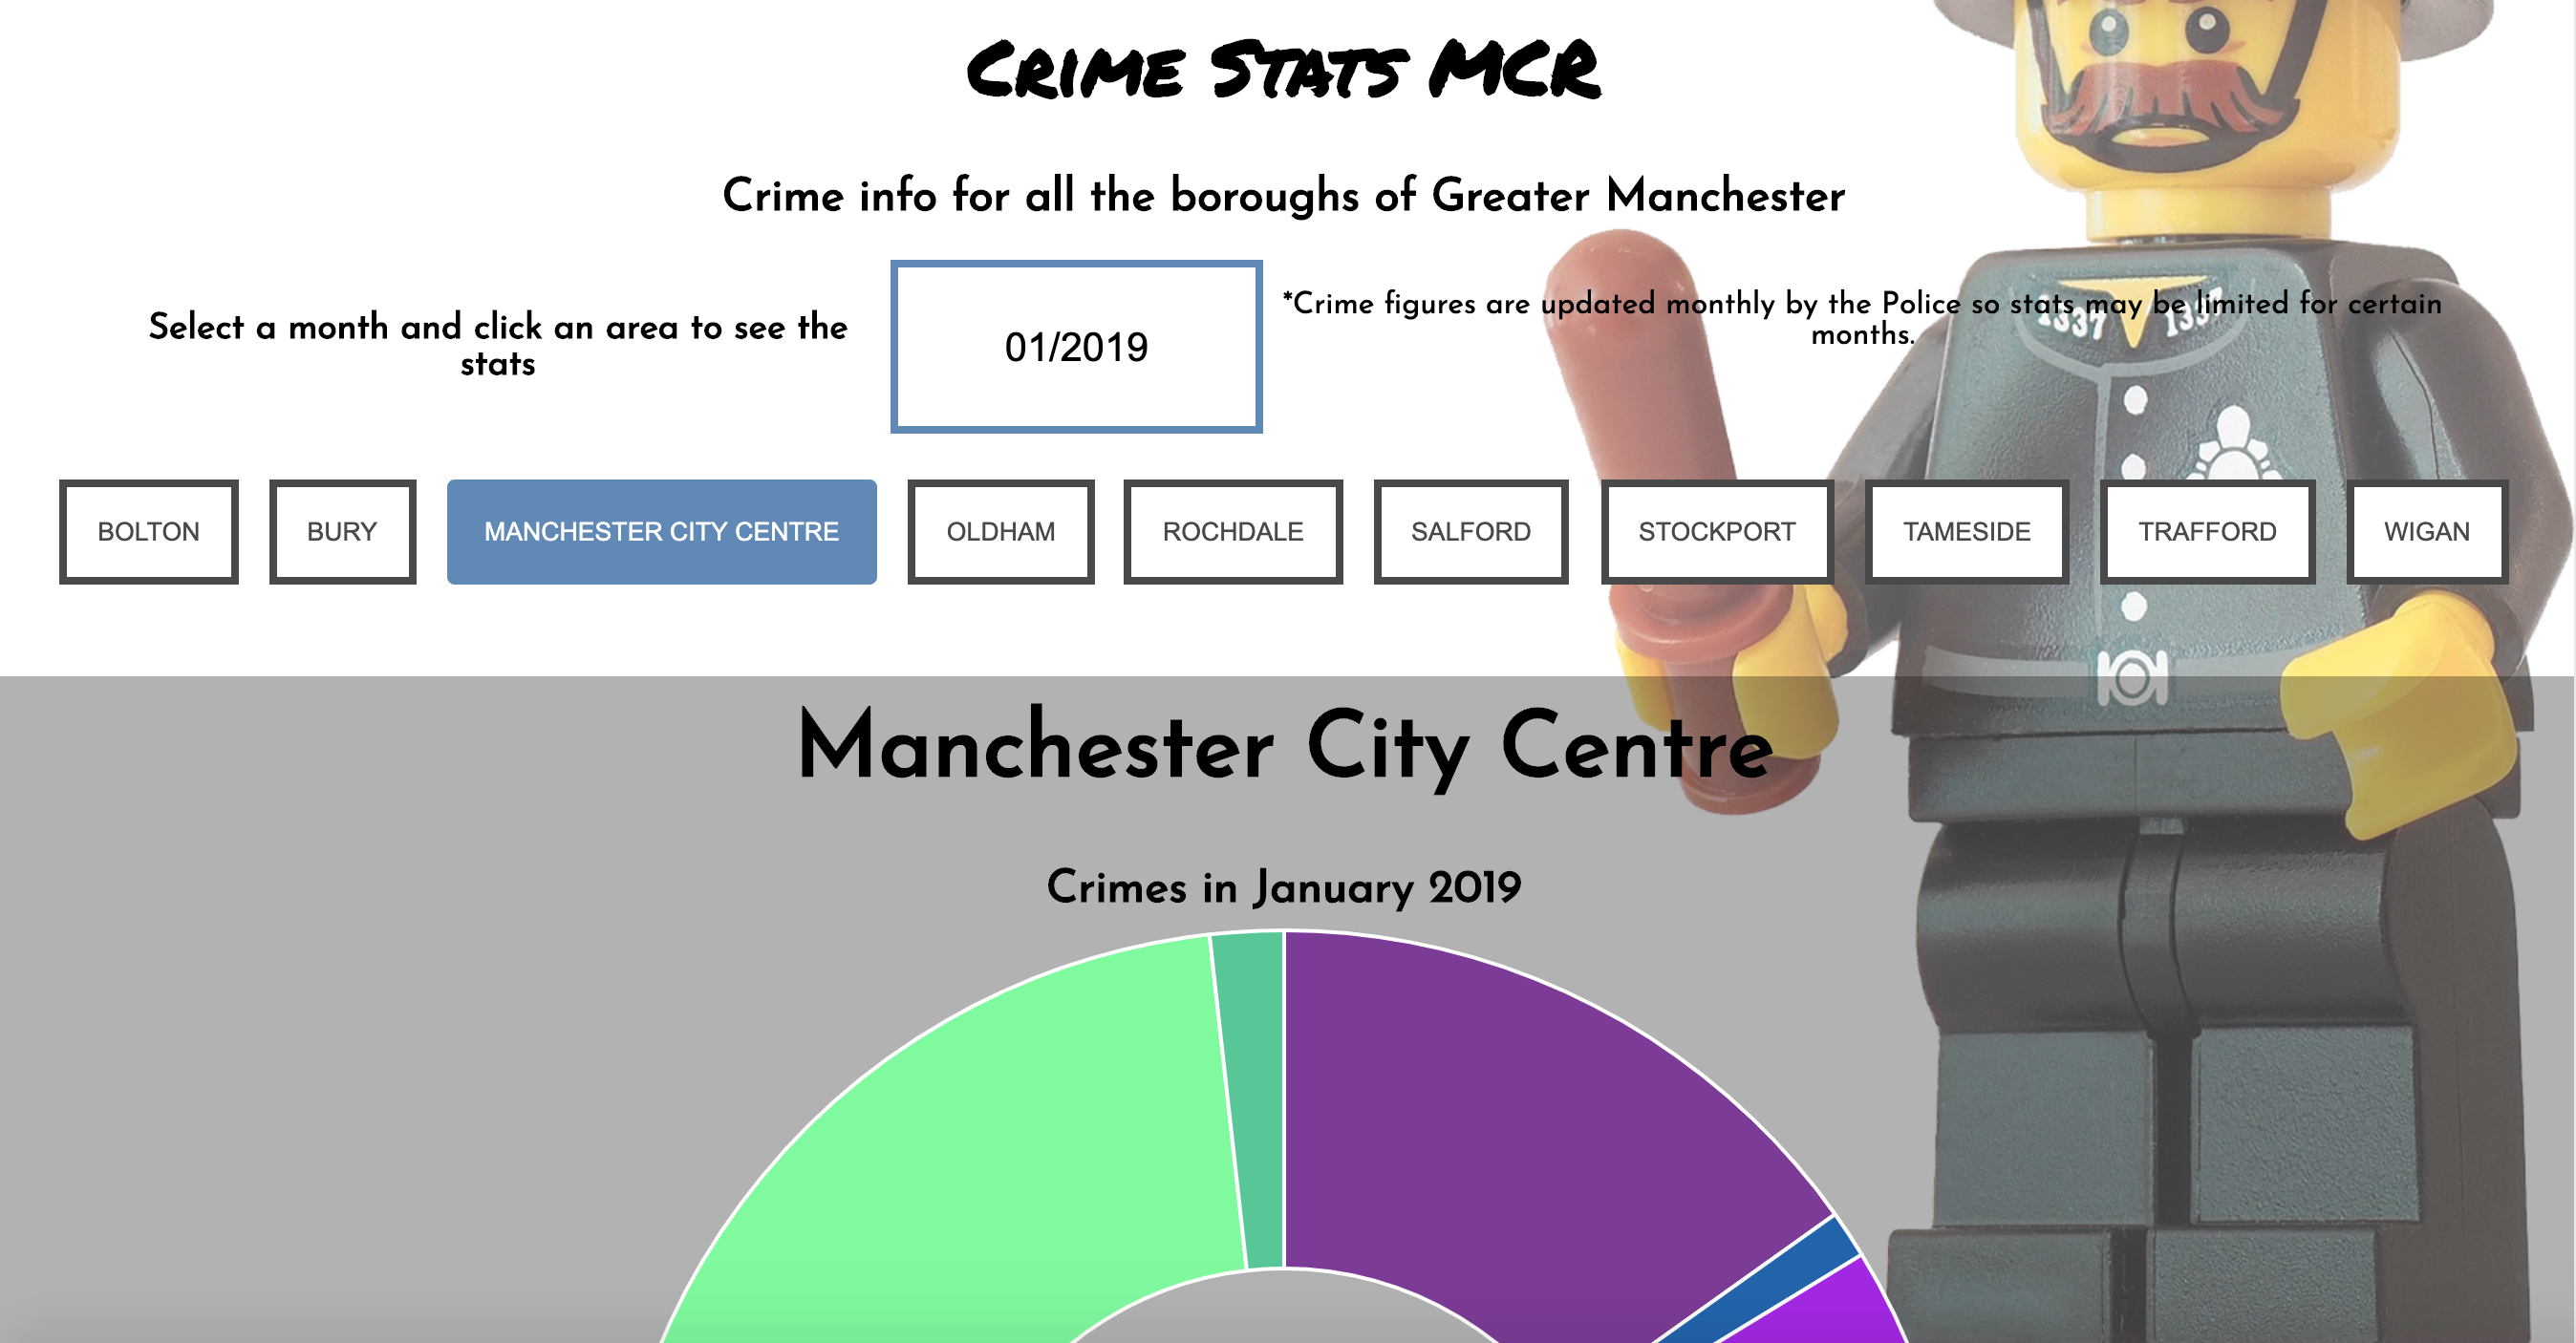 CRIME STATS MCR
Crime info for all the boroughs of Greater Manchester
Select a month and click an area to see the
stats
01/2019
*Crime figures are updated monthly by the Police so stats may be limited for certain
months.
1337 1337
BOLTON
BURY
MANCHESTER CITY CENTRE
OLDHAM
ROCHDALE
SALFORD
STOCKPORT
TAMESIDE
TRAFFORD
WIGAN
Manchester City Centre
Crimes in January 2019